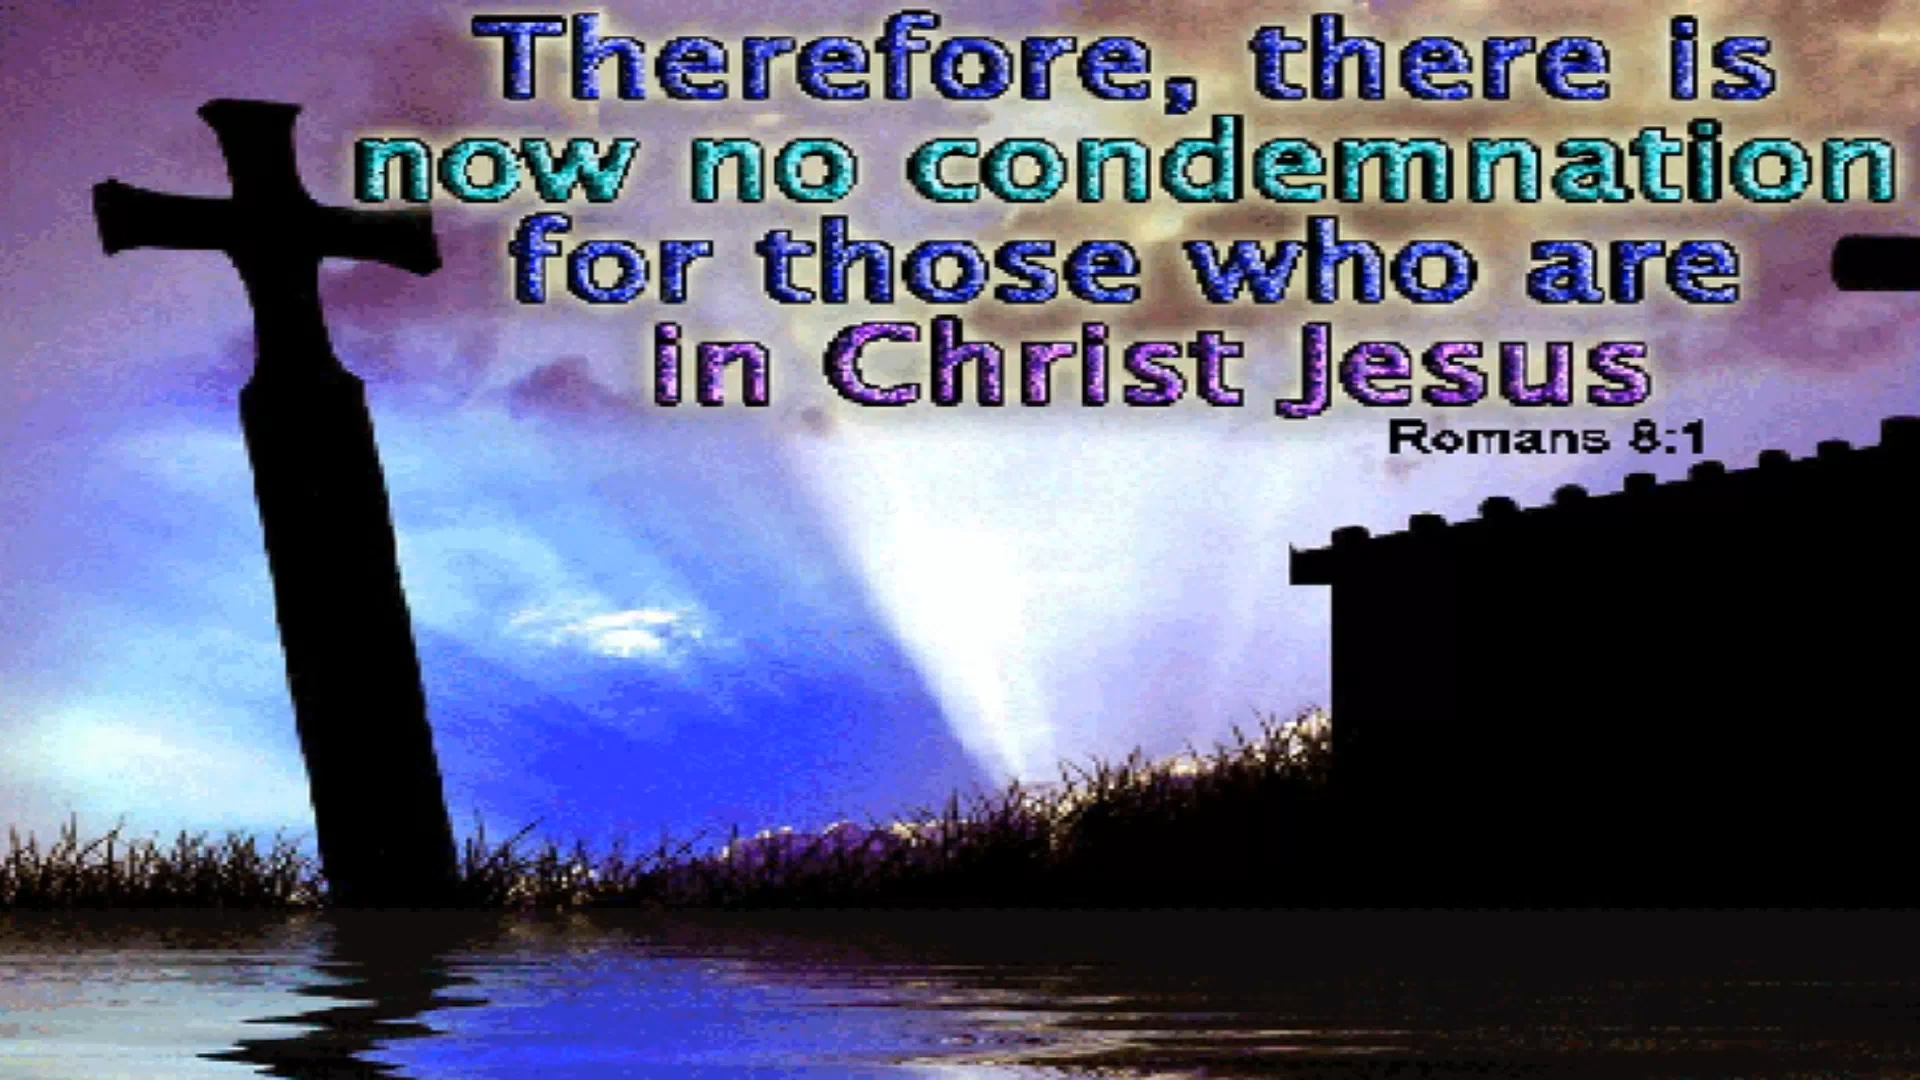 Therefore, there is
now no condemnation
for those who are
in Christ Jesus
Romans 8:1